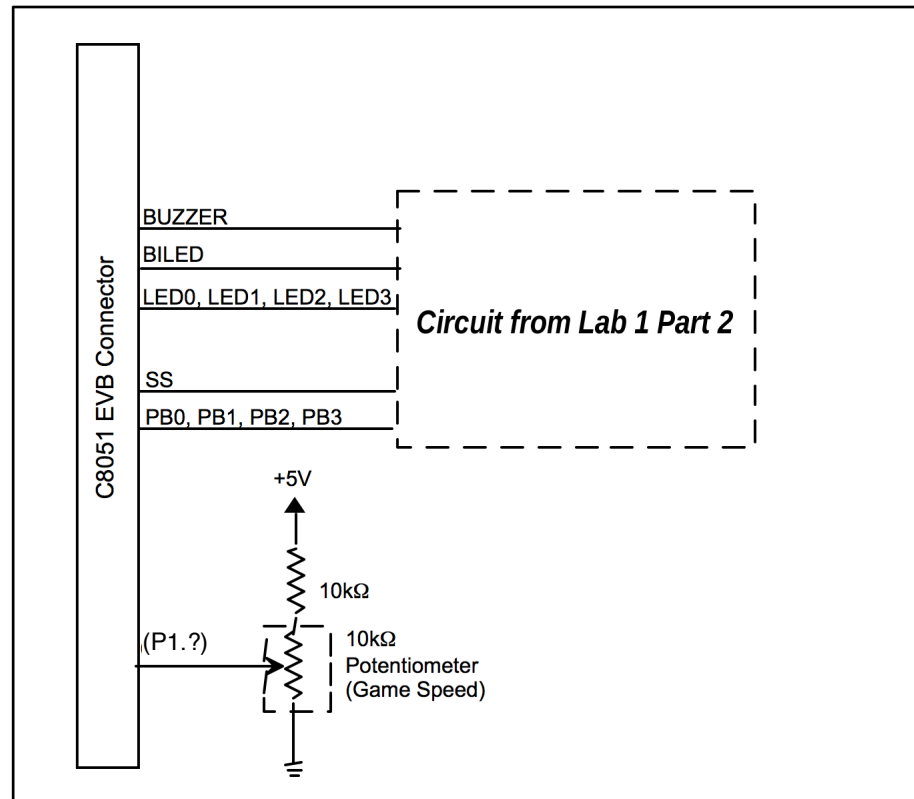 C8051 EVB Connector
BUZZER
BILED
LED0, LED1, LED2, LED3
Circuit from Lab 1 Part 2
SS
PB0, PB1, PB2, PB3
+5V
10kΩ
(P1.?)
10kΩ
Potentiometer
(Game Speed)